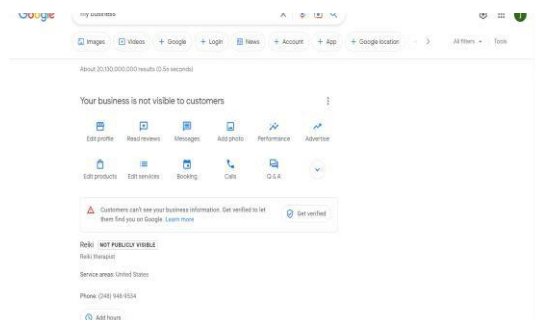 Google
my business
Images Videos + Google + Login News + Account + App + Google location All filters Tools
About 20,130,000,000 results (0.56 seconds)
Your business is not visible to customers
Edit profile Read reviews Messages Add photo Performance Advertise
Edit products Edit services Booking Calls Q & A
Customers can't see your business information. Get verified to let
them find you on Google. Learn more
Get verified
Reiki NOT PUBLICLY VISIBLE
Reiki therapist
Service areas: United States
Phone: (248) 946-9534
Add hours